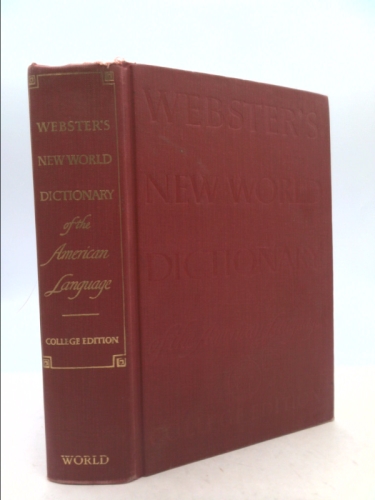 WEBSTER'S
NEW WORLD
DICTIONARY
of the
American
Language
COLLEGE EDITION
WORLD
WEBSTER'S
NEW WORLD
DICTIONARY